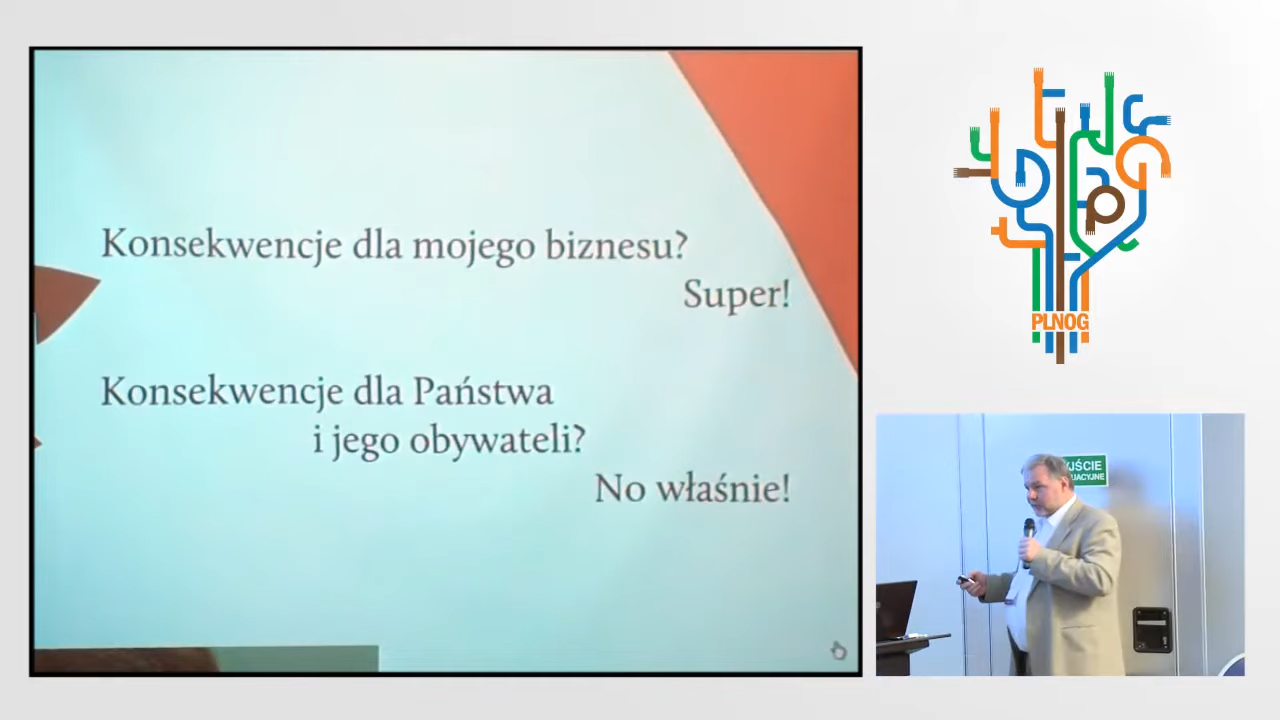 Konsekwencje dla mojego biznesu?
Super!
Konsekwencje dla Państwa
i jego obywateli?
No właśnie!
PLNOG